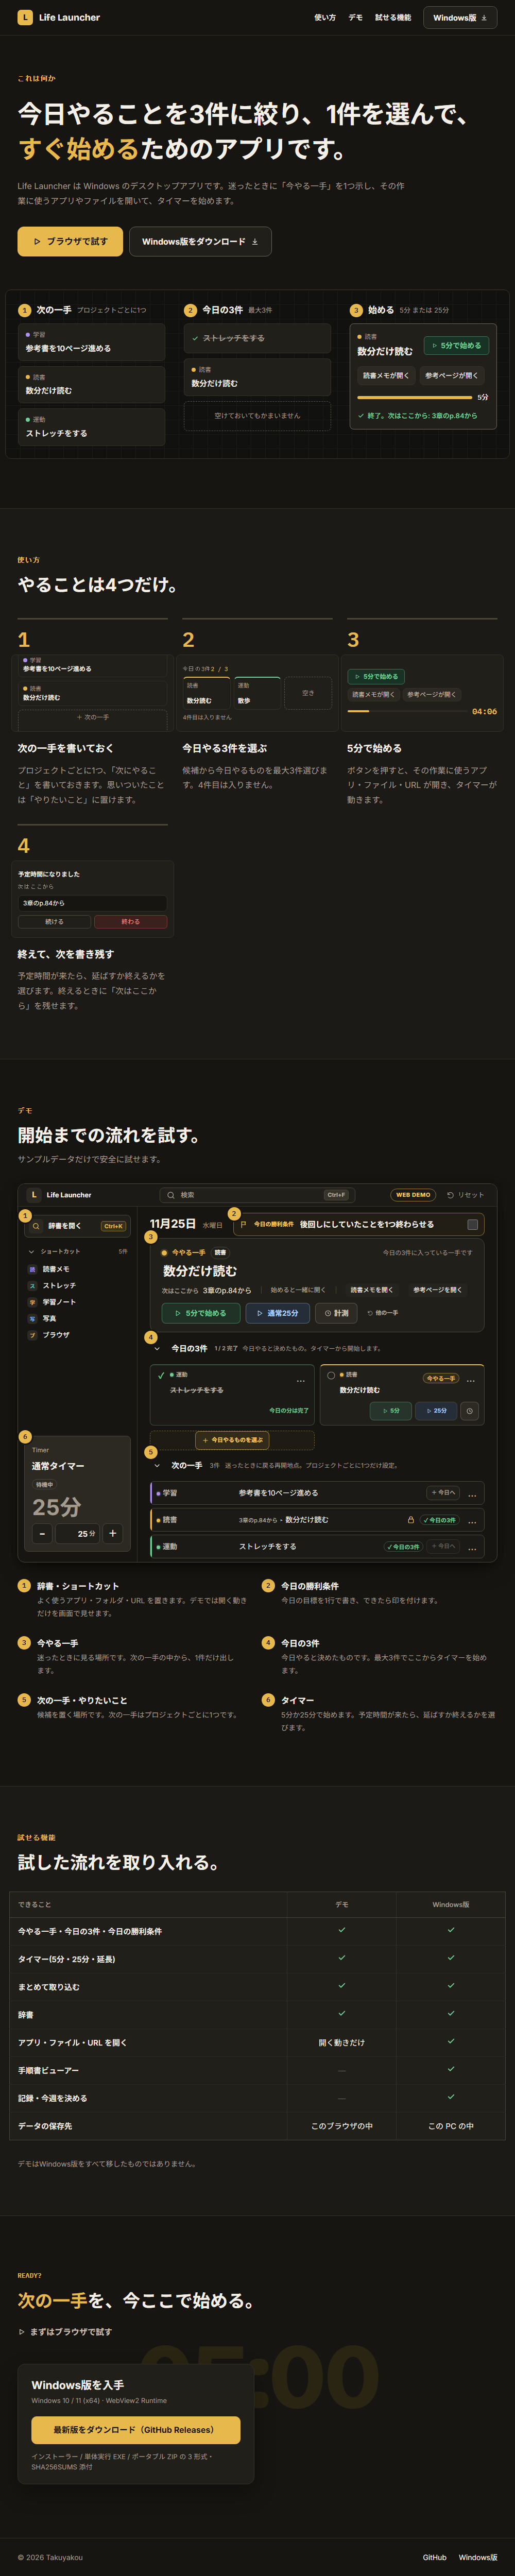 L Life Launcher
使い方 デモ 試せる機能 Windows版
これは何か
今日やることを3件に絞り、1件を選んで、
すぐ始めるためのアプリです。
Life Launcher は Windows のデスクトップアプリです。迷ったときに「今やる一手」を1つ示し、その作
業に使うアプリやファイルを開いて、タイマーを始めます。
ブラウザで試す
Windows版をダウンロード
1 次の一手 プロジェクトごとに1つ
学習
参考書を10ページ進める
読書
数分だけ読む
運動
ストレッチをする
2 今日の3件 最大3件
ストレッチをする
読書
数分だけ読む
空けておいてもかまいません
3 始める 5分 または 25分
読書
数分だけ読む
5分で始める
読書メモが開く 参考ページが開く
5分
終了。次はここから: 3章のp.84から
使い方
やることは4つだけ。
1
学習
参考書を10ページ進める
読書
数分だけ読む
＋ 次の一手
次の一手を書いておく
プロジェクトごとに1つ、「次にやるこ
と」を書いておきます。思いついたこと
は「やりたいこと」に置けます。
2
今日の3件 2 / 3
読書
数分読む
運動
散歩
空き
4件目は入りません
今日やる3件を選ぶ
候補から今日やるものを最大3件選びま
す。4件目は入りません。
3
5分で始める
読書メモが開く 参考ページが開く
04:06
5分で始める
ボタンを押すと、その作業に使うアプ
リ・ファイル・URL が開き、タイマーが
動きます。
4
予定時間になりました
次はここから
3章のp.84から
続ける 終わる
終えて、次を書き残す
予定時間が来たら、延ばすか終えるかを
選びます。終えるときに「次はここか
ら」を残せます。
デモ
開始までの流れを試す。
サンプルデータだけで安全に試せます。
L Life Launcher
検索 Ctrl+F
WEB DEMO リセット
1
辞書を開く Ctrl+K
ショートカット 5件
読 読書メモ
ス ストレッチ
学 学習ノート
写 写真
ブ ブラウザ
6
Timer
通常タイマー
待機中
25分
− 25 分 ＋
11月25日 水曜日
2
今日の勝利条件 後回しにしていたことを1つ終わらせる
3
今やる一手 読書
今日の3件に入っている一手です
数分だけ読む
次はここから 3章のp.84から 始めると一緒に開く 読書メモを開く 参考ページを開く
5分で始める 通常25分 計測 他の一手
4
今日の3件 1 / 2 完了 今日やると決めたもの。タイマーから開始します。
運動
ストレッチをする
今日の分は完了
読書 今やる一手
数分だけ読む
5分 25分
＋ 今日やるものを選ぶ
5
次の一手 3件 迷ったときに戻る再開地点。プロジェクトごとに1つだけ設定。
学習 参考書を10ページ進める ＋今日へ
読書 3章のp.84から・数分だけ読む ✓今日の3件
運動 ストレッチをする ✓今日の3件 ＋今日へ
1 辞書・ショートカット
よく使うアプリ・フォルダ・URL を置きます。デモでは開く動き
だけを画面で見せます。
2 今日の勝利条件
今日の目標を1行で書き、できたら印を付けます。
3 今やる一手
迷ったときに見る場所です。次の一手の中から、1件だけ出し
ます。
4 今日の3件
今日やると決めたものです。最大3件でここからタイマーを始め
ます。
5 次の一手・やりたいこと
候補を置く場所です。次の一手はプロジェクトごとに1つです。
6 タイマー
5分か25分で始めます。予定時間が来たら、延ばすか終えるかを選
びます。
試せる機能
試した流れを取り入れる。
できること デモ Windows版
今やる一手・今日の3件・今日の勝利条件 ✓ ✓
タイマー(5分・25分・延長) ✓ ✓
まとめて取り込む ✓ ✓
辞書 ✓ ✓
アプリ・ファイル・URL を開く 開く動きだけ ✓
手順書ビューアー — ✓
記録・今週を決める — ✓
データの保存先 このブラウザの中 この PC の中
デモはWindows版をすべて移したものではありません。
READY?
次の一手を、今ここで始める。
まずはブラウザで試す
05:00
Windows版を入手
Windows 10 / 11 (x64)・WebView2 Runtime
最新版をダウンロード（GitHub Releases）
インストーラー / 単体実行 EXE / ポータブル ZIP の 3 形式・
SHA256SUMS 添付
© 2026 Takuyakou
GitHub Windows版